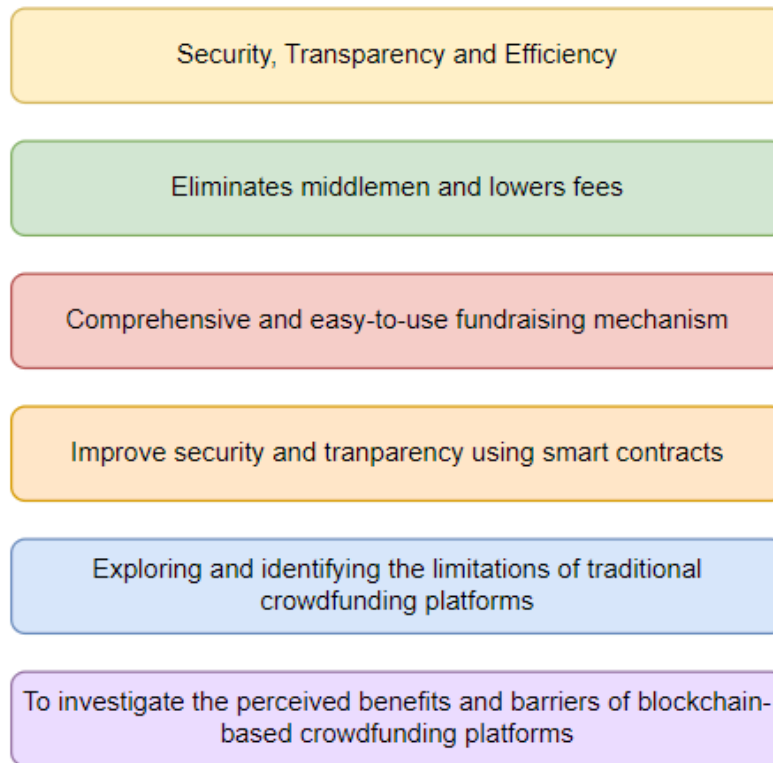 Security, Transparency and Efficiency
Eliminates middlemen and lowers fees
Comprehensive and easy-to-use fundraising mechanism
Improve security and tranparency using smart contracts
Exploring and identifying the limitations of traditional
crowdfunding platforms
To investigate the perceived benefits and barriers of blockchain-
based crowdfunding platforms